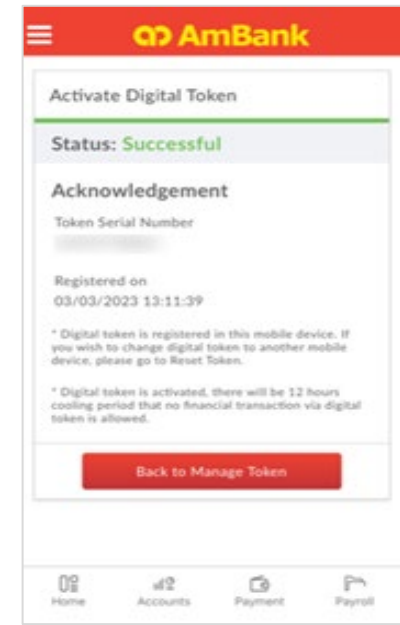 AmBank
Activate Digital Token
Status: Successful
Acknowledgement
Token Serial Number
Registered on
03/03/2023 13:11:39
* Digital token is registered in this mobile device. If
you wish to change digital token to another mobile
device, please go to Reset Token.
* Digital token is activated, there will be 12 hours
cooling period that no financial transaction via digital
token is allowed.
Back to Manage Token
Home Accounts Payment Payroll